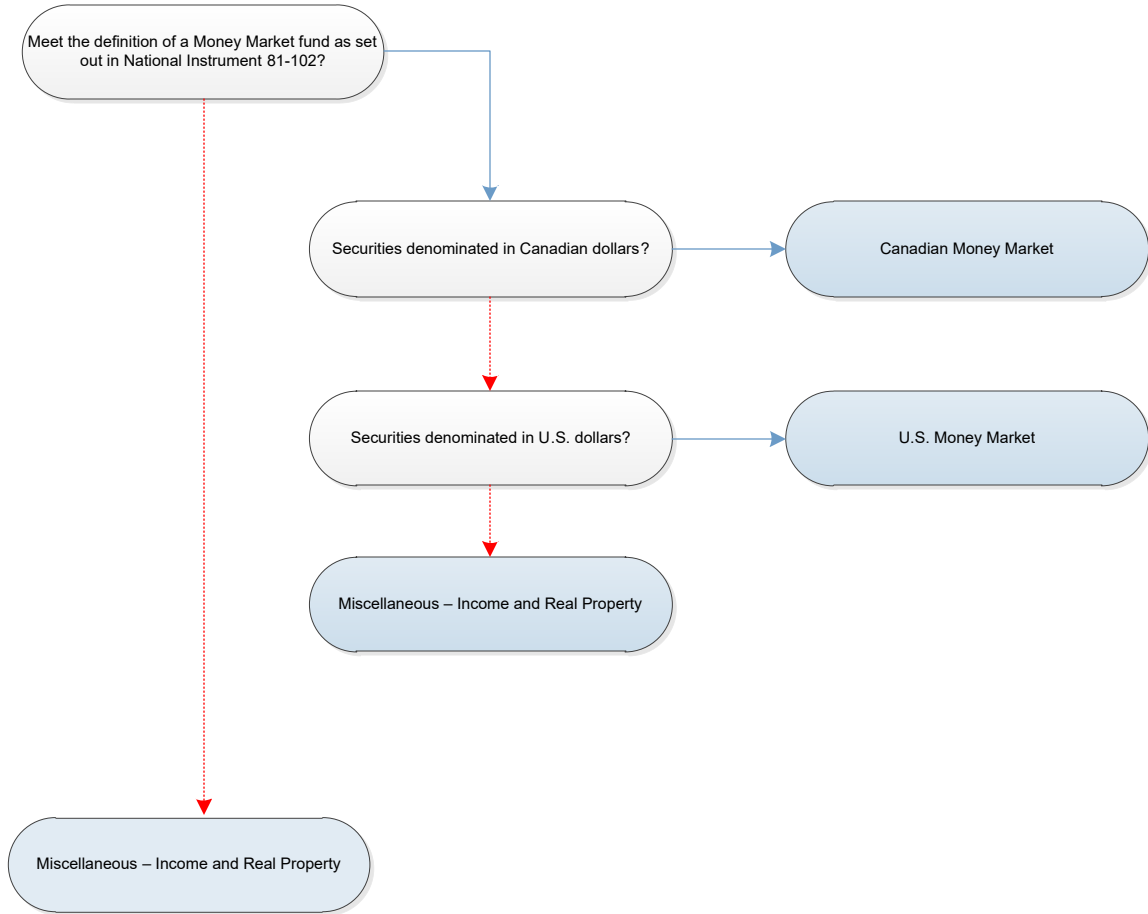 Meet the definition of a Money Market fund as set
out in National Instrument 81-102?
Securities denominated in Canadian dollars?
Canadian Money Market
Securities denominated in U.S. dollars?
U.S. Money Market
Miscellaneous – Income and Real Property
Miscellaneous – Income and Real Property